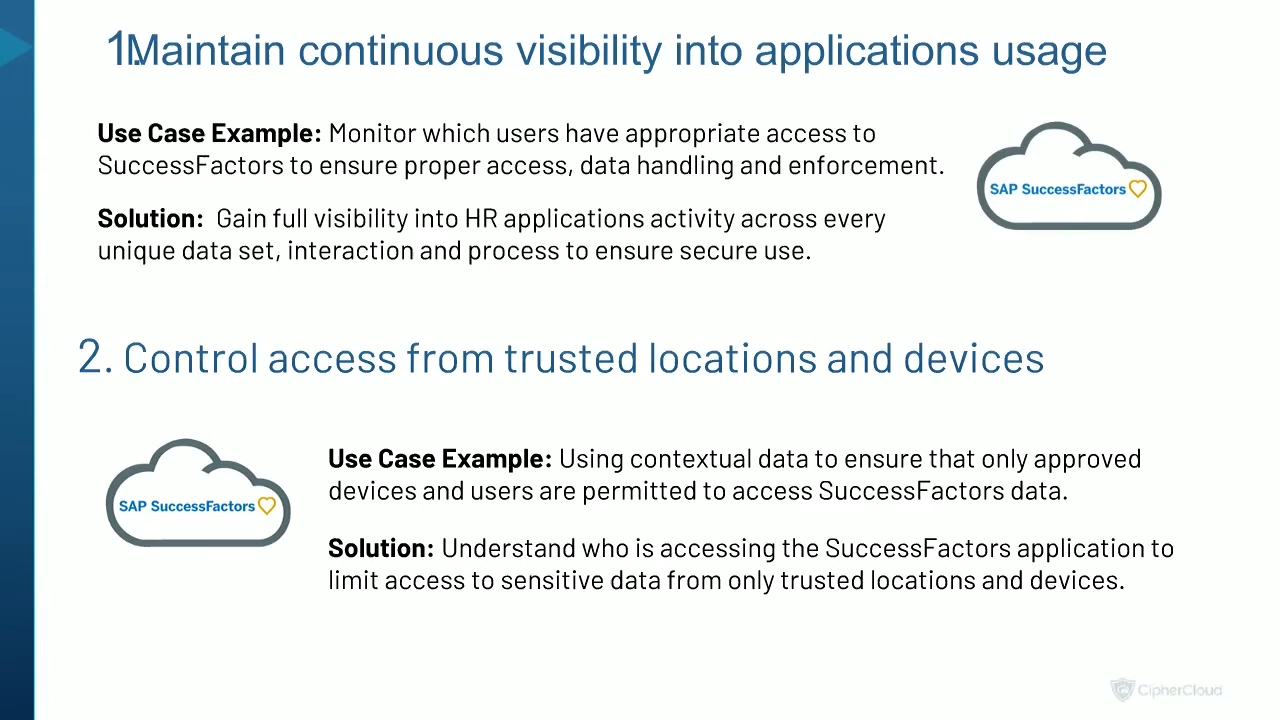 1.Maintain continuous visibility into applications usage
Use Case Example: Monitor which users have appropriate access to
SuccessFactors to ensure proper access, data handling and enforcement.
SAP SuccessFactors
Solution: Gain full visibility into HR applications activity across every
unique data set, interaction and process to ensure secure use.
2. Control access from trusted locations and devices
SAP SuccessFactors
Use Case Example: Using contextual data to ensure that only approved
devices and users are permitted to access SuccessFactors data.
Solution: Understand who is accessing the SuccessFactors application to
limit access to sensitive data from only trusted locations and devices.
CipherCloud